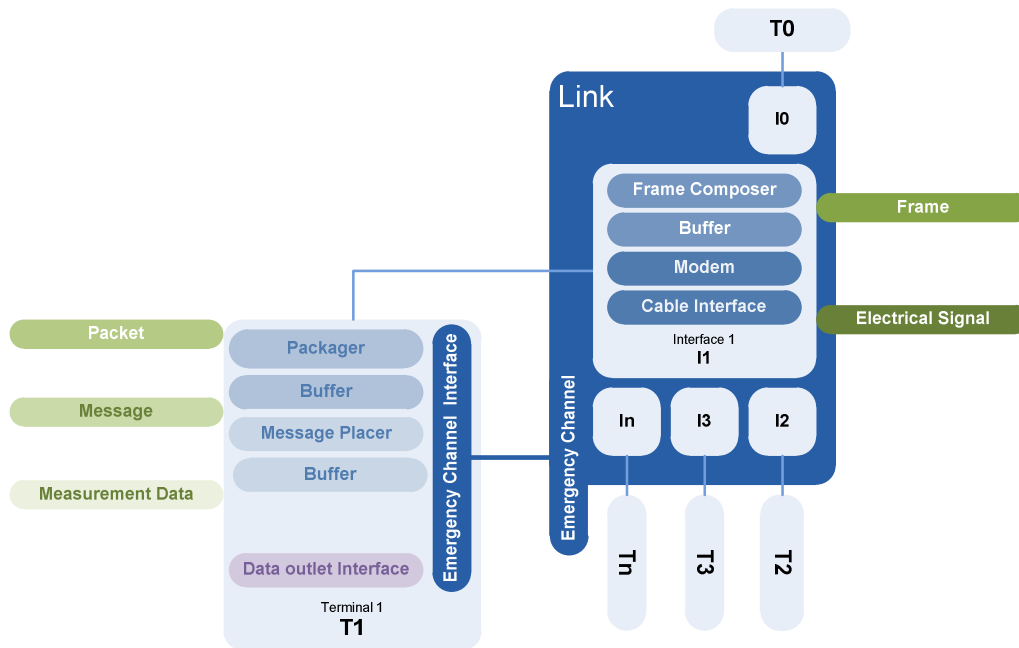 T0
Link
I0
Frame Composer
Buffer
Modem
Cable Interface
Interface 1
I1
Frame
Electrical Signal
In
I3
I2
Emergency Channel
Tn
T3
T2
Packet
Message
Measurement Data
Packager
Buffer
Message Placer
Buffer
Data outlet Interface
Emergency Channel Interface
Terminal 1
T1